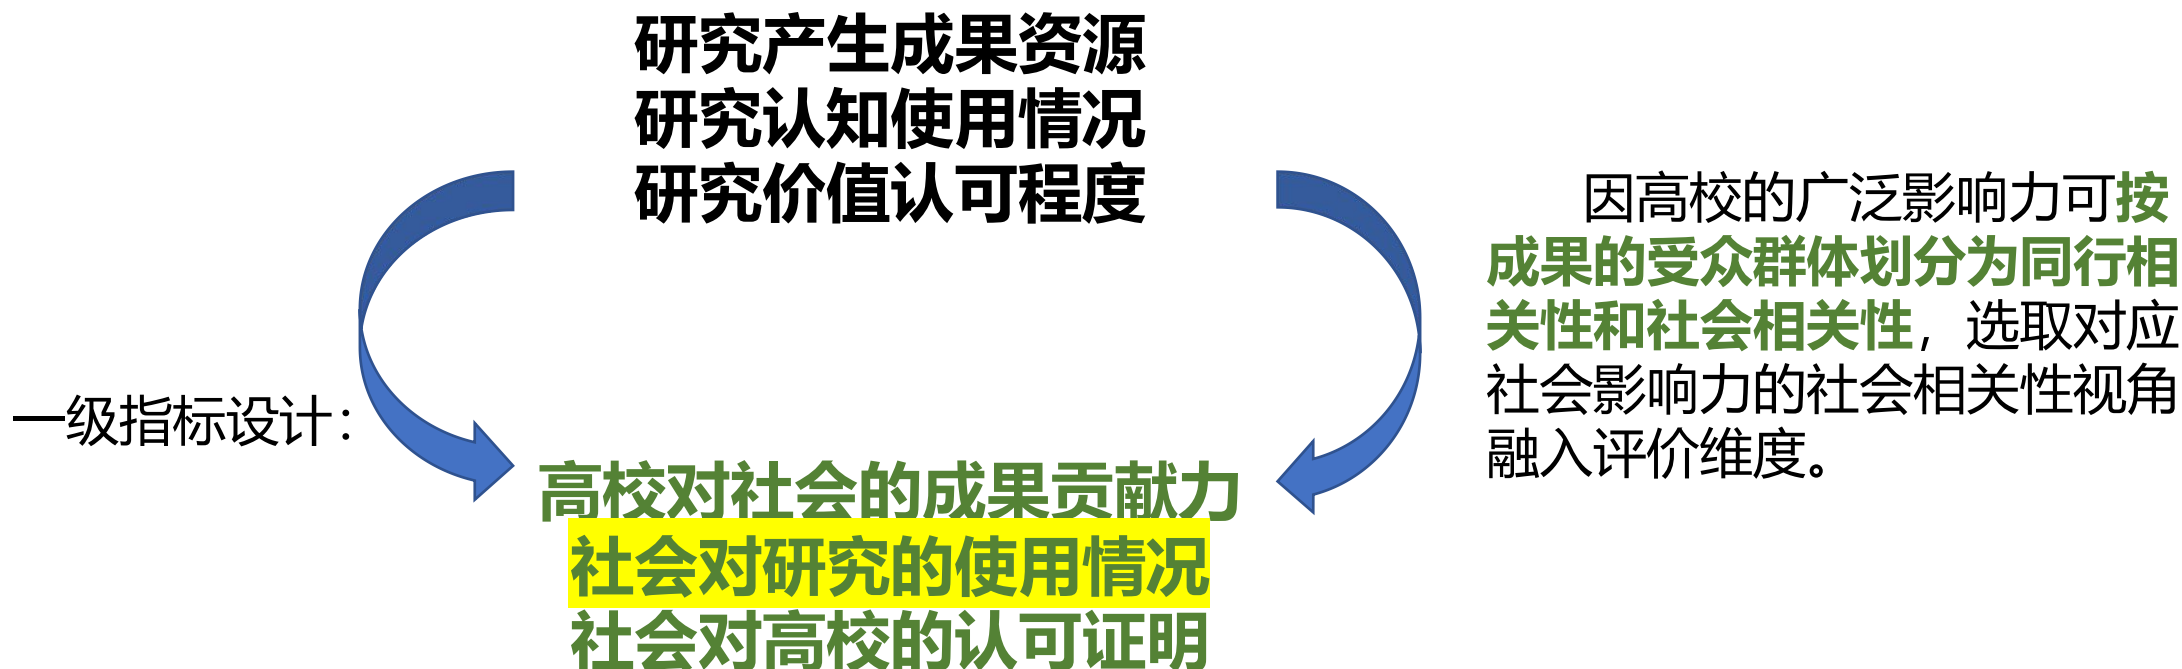 研究产生成果资源
研究认知使用情况
研究价值认可程度
因高校的广泛影响力可按
成果的受众群体划分为同行相
关性和社会相关性，选取对应
社会影响力的社会相关性视角
融入评价维度。
一级指标设计：
高校对社会的成果贡献力
社会对研究的使用情况
社会对高校的认可证明